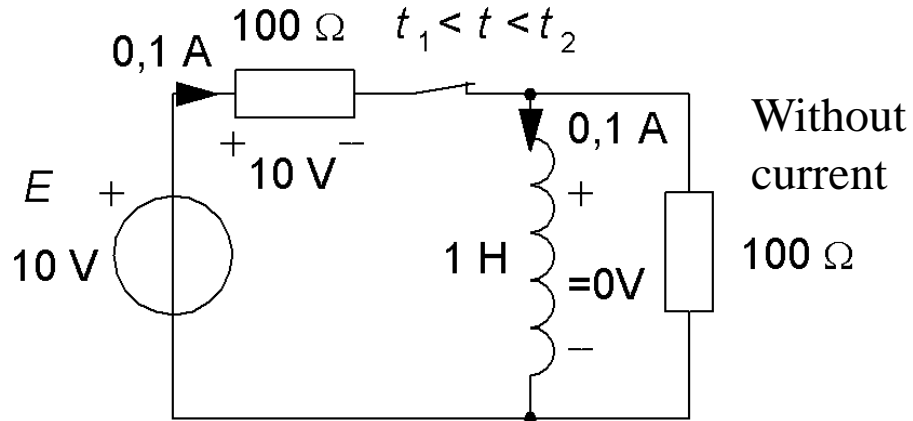 100 Ω
t₁ < t < t₂
0,1 A
+ 10 V –
0,1 A
Without
current
E +
10 V
1 H
+
=0V
–
100 Ω